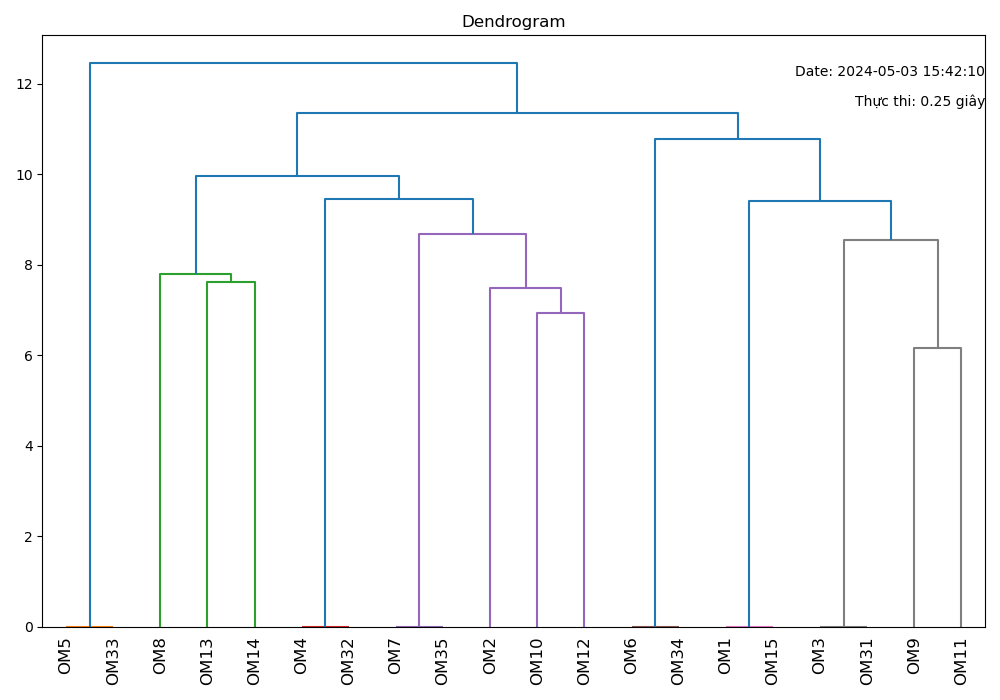 Dendrogram
Date: 2024-05-03 15:42:10
Thực thi: 0.25 giây
12
10
8
6
4
2
0
OM5
OM33
OM8
OM13
OM14
OM4
OM32
OM7
OM35
OM2
OM10
OM12
OM6
OM34
OM1
OM15
OM3
OM31
OM9
OM11